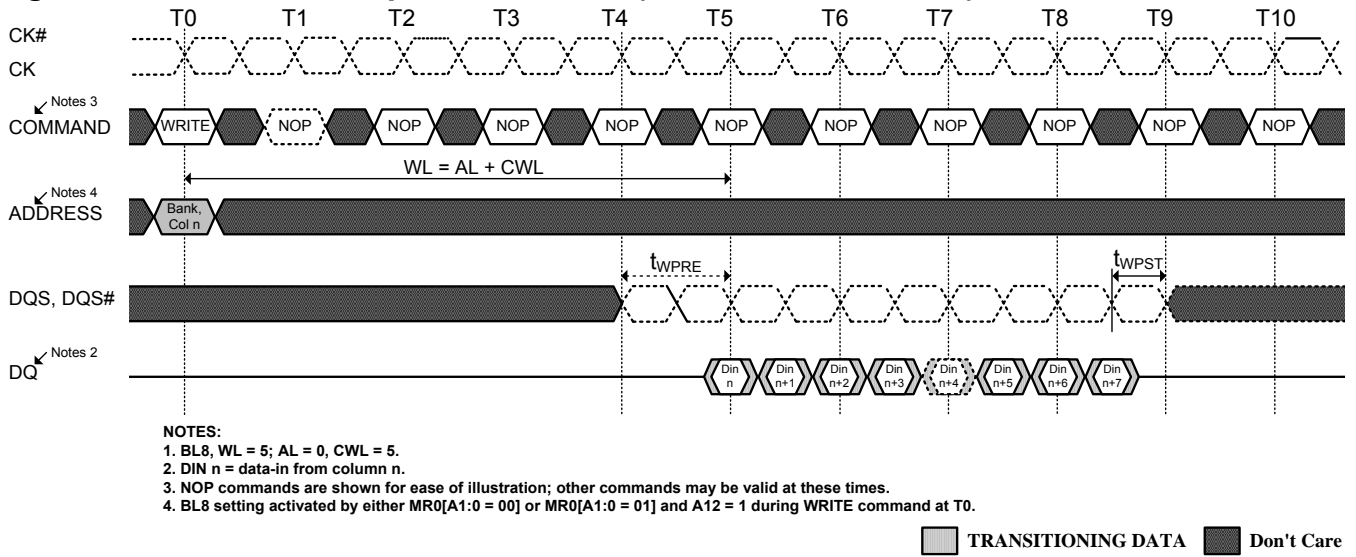 T0 T1 T2 T3 T4 T5 T6 T7 T8 T9 T10
CK#
CK
Notes 3
COMMAND WRITE NOP NOP NOP NOP NOP NOP NOP NOP NOP NOP
WL = AL + CWL
Notes 4
ADDRESS Bank, Col n
tWPRE tWPST
DQS, DQS#
Notes 2
DQ Din n Din n+1 Din n+2 Din n+3 Din n+4 Din n+5 Din n+6 Din n+7
NOTES:
1. BL8, WL = 5; AL = 0, CWL = 5.
2. DIN n = data-in from column n.
3. NOP commands are shown for ease of illustration; other commands may be valid at these times.
4. BL8 setting activated by either MR0[A1:0 = 00] or MR0[A1:0 = 01] and A12 = 1 during WRITE command at T0.
TRANSITIONING DATA Don't Care